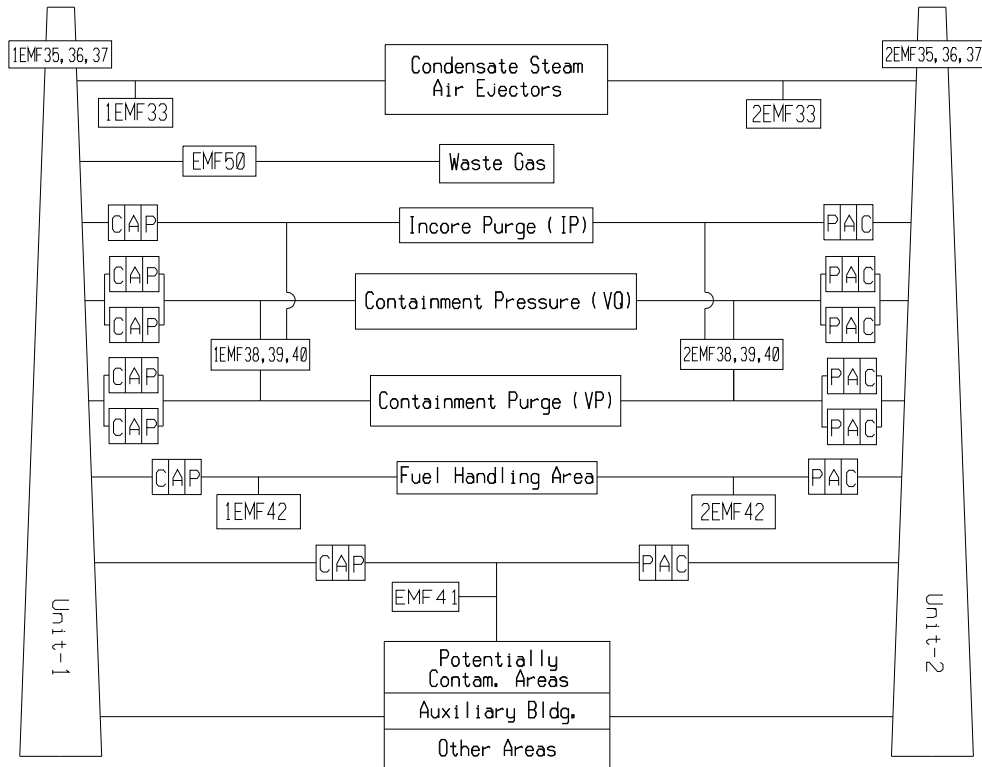 1EMF35,36,37
2EMF35,36,37
Condensate Steam
Air Ejectors
1EMF33
2EMF33
EMF50
Waste Gas
C A P
Incore Purge (IP)
P A C
C A P
P A C
Containment Pressure (VQ)
C A P
P A C
1EMF38,39,40
2EMF38,39,40
C A P
P A C
Containment Purge (VP)
C A P
P A C
C A P
Fuel Handling Area
P A C
1EMF42
2EMF42
C A P
P A C
EMF41
Unit-1
Unit-2
Potentially
Contam. Areas
Auxiliary Bldg.
Other Areas